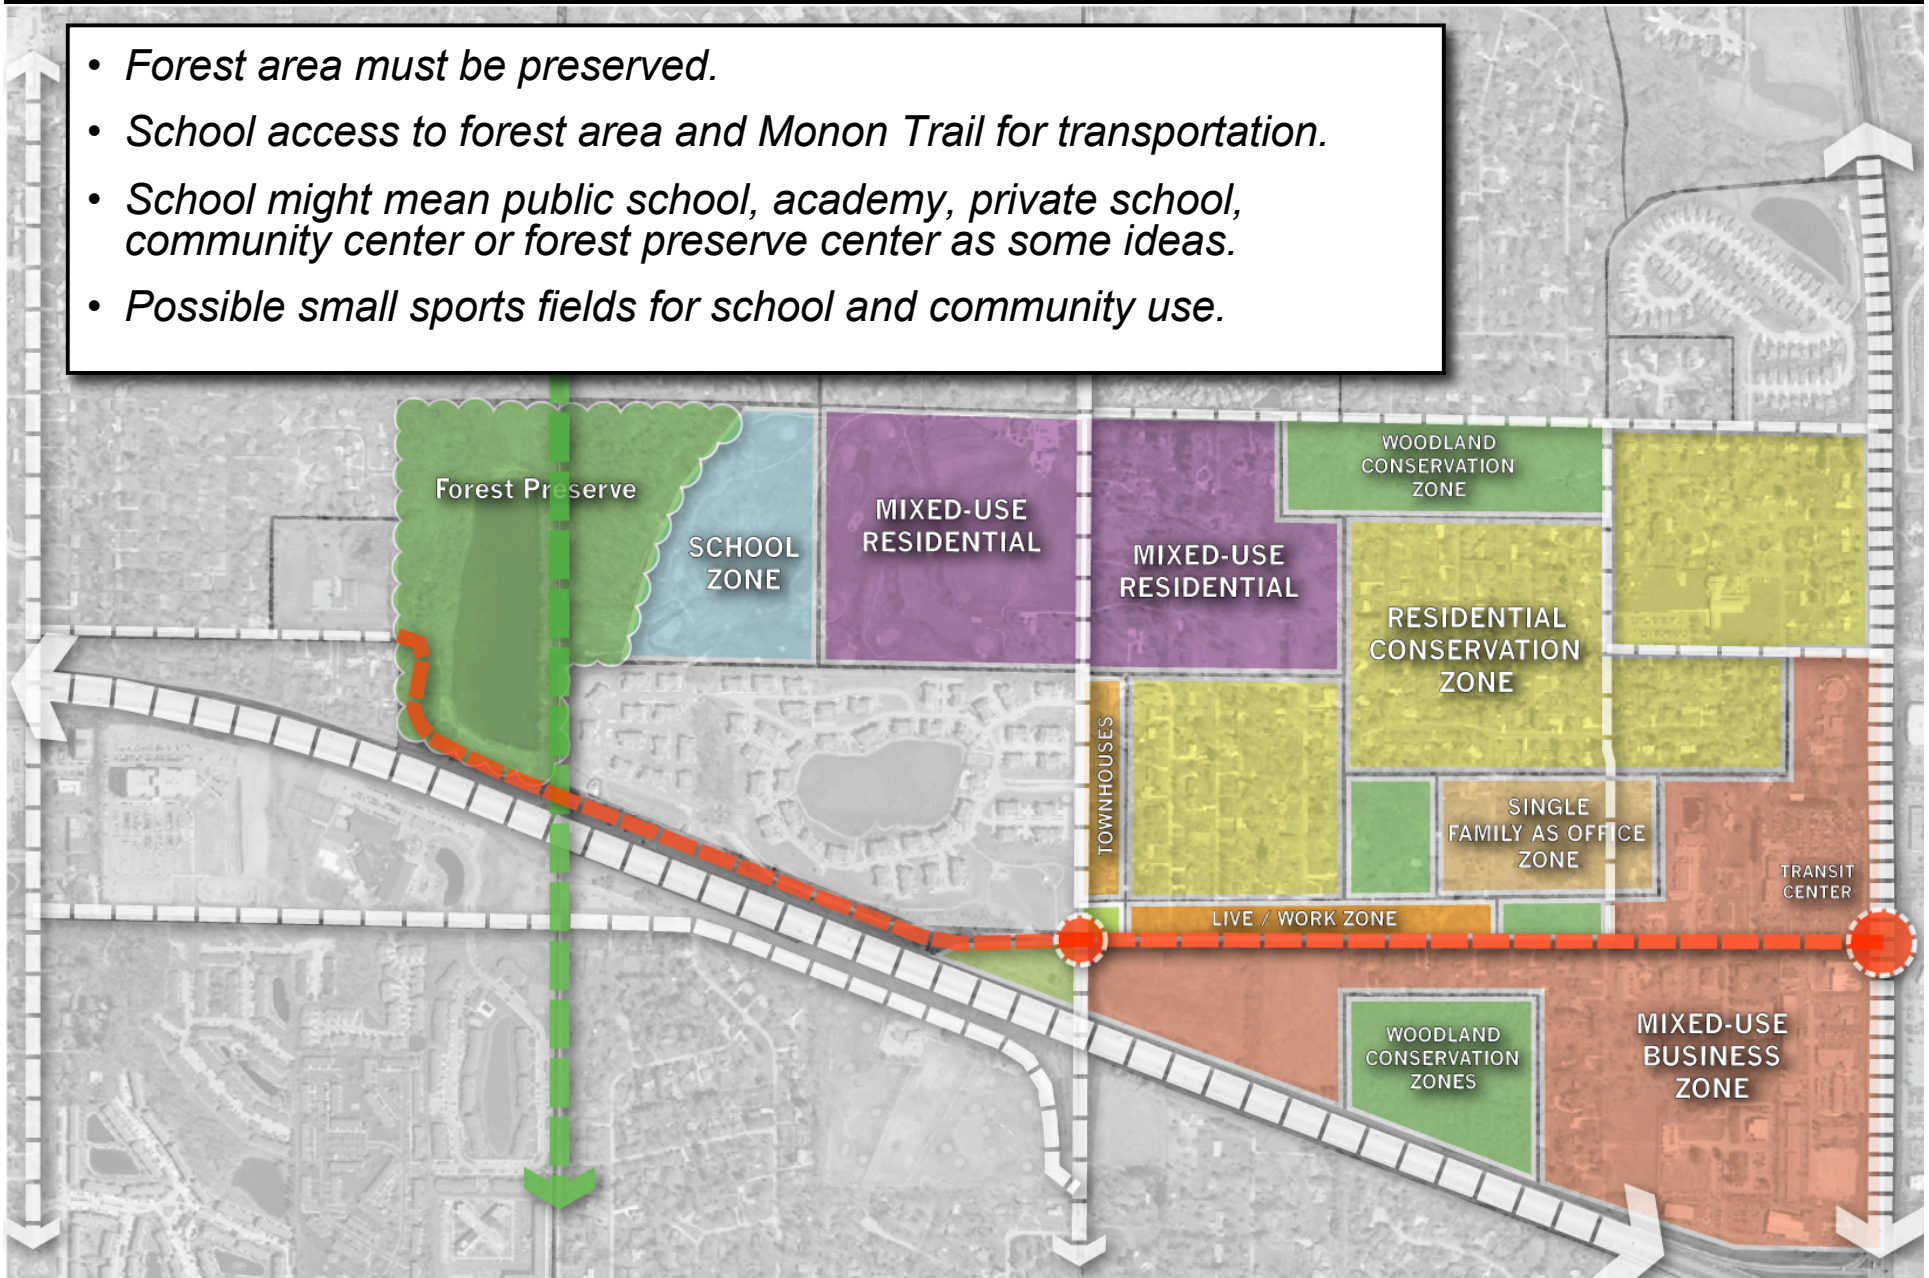 • Forest area must be preserved.
• School access to forest area and Monon Trail for transportation.
• School might mean public school, academy, private school,
community center or forest preserve center as some ideas.
• Possible small sports fields for school and community use.
Forest Preserve
SCHOOL
ZONE
MIXED-USE
RESIDENTIAL
MIXED-USE
RESIDENTIAL
WOODLAND
CONSERVATION
ZONE
RESIDENTIAL
CONSERVATION
ZONE
TOWNHOUSES
SINGLE
FAMILY AS OFFICE
ZONE
TRANSIT
CENTER
LIVE / WORK ZONE
WOODLAND
CONSERVATION
ZONES
MIXED-USE
BUSINESS
ZONE